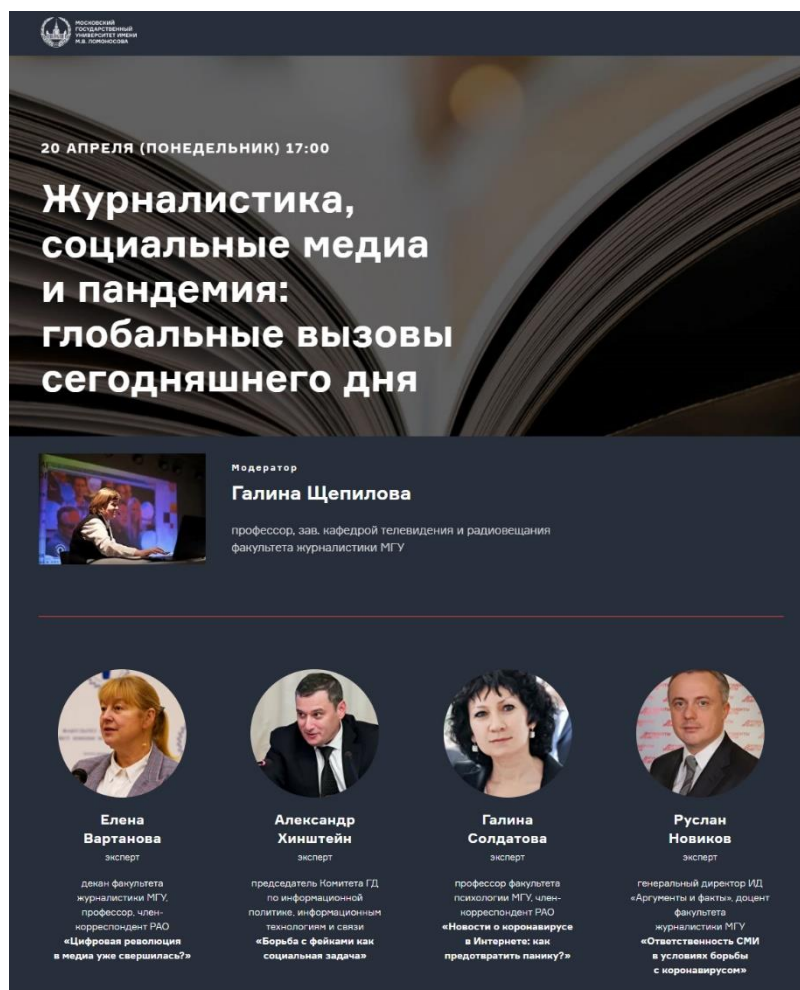 МОСКОВСКИЙ
ГОСУДАРСТВЕННЫЙ
УНИВЕРСИТЕТ ИМЕНИ
М.В. ЛОМОНОСОВА
20 АПРЕЛЯ (ПОНЕДЕЛЬНИК) 17:00
Журналистика,
социальные медиа
и пандемия:
глобальные вызовы
сегодняшнего дня
Модератор
Галина Щепилова
профессор, зав. кафедрой телевидения и радиовещания
факультета журналистики МГУ
Елена
Вартанова
эксперт
декан факультета
журналистики МГУ,
профессор, член-
корреспондент РАО
«Цифровая революция
в медиа уже свершилась?»
Александр
Хинштейн
эксперт
председатель Комитета ГД
по информационной
политике, информационным
технологиям и связи
«Борьба с фейками как
социальная задача»
Галина
Солдатова
эксперт
профессор факультета
психологии МГУ, член-
корреспондент РАО
«Новости о коронавирусе
в Интернете: как
предотвратить панику?»
Руслан
Новиков
эксперт
генеральный директор ИД
«Аргументы и факты», доцент
факультета
журналистики МГУ
«Ответственность СМИ
в условиях борьбы
с коронавирусом»